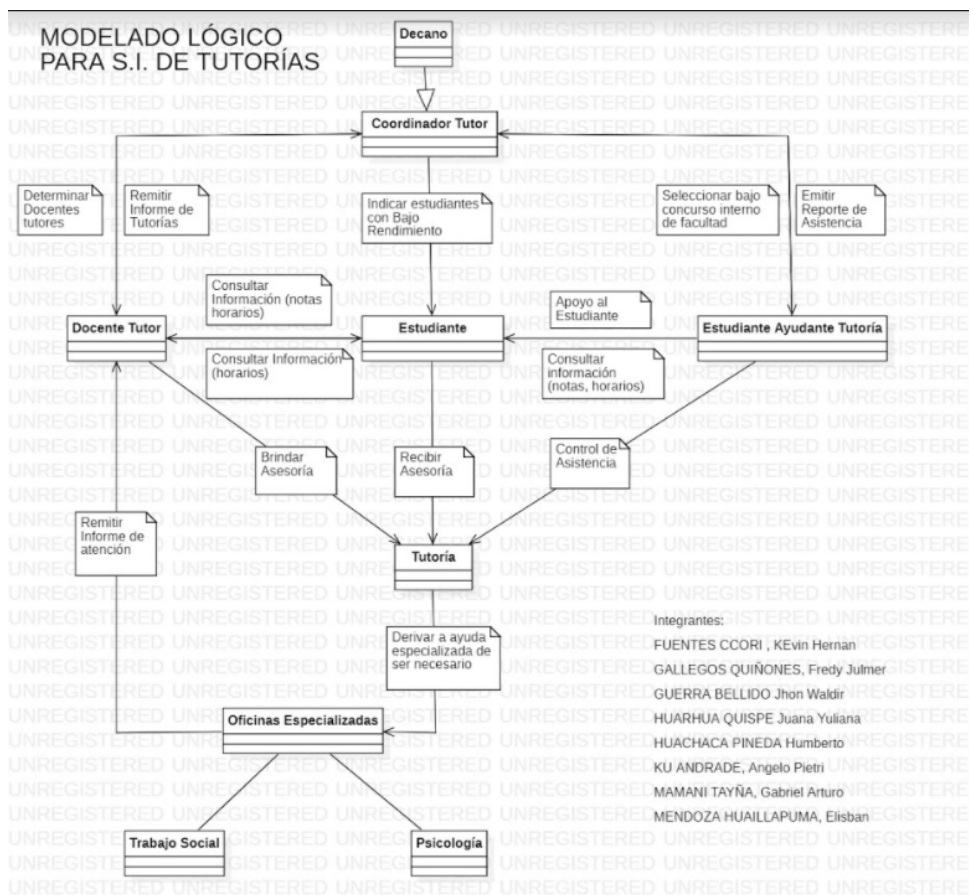 MODELADO LÓGICO
PARA S.I. DE TUTORÍAS
Decano
Coordinador Tutor
Determinar
Docentes
tutores
Remitir
Informe de
Tutorías
Indicar estudiantes
con Bajo
Rendimiento
Seleccionar bajo
concurso interno
de facultad
Emitir
Reporte de
Asistencia
Consultar
Información (notas
horarios)
Apoyo al
Estudiante
Docente Tutor
Estudiante
Estudiante Ayudante Tutoría
Consultar Información
(horarios)
Consultar
información
(notas, horarios)
Brindar
Asesoría
Recibir
Asesoría
Control de
Asistencia
Remitir
Informe de
atención
Tutoría
Derivar a ayuda
especializada de
ser necesario
Oficinas Especializadas
Trabajo Social
Psicología
Integrantes:
FUENTES CCORI , KEvin Hernan
GALLEGOS QUIÑONES, Fredy Julmer
GUERRA BELLIDO Jhon Waldir
HUARHUA QUISPE Juana Yuliana
HUACHACA PINEDA Humberto
KU ANDRADE, Angelo Pietri
MAMANI TAYÑA, Gabriel Arturo
MENDOZA HUAILLAPUMA, Elisban
UNREGISTERED